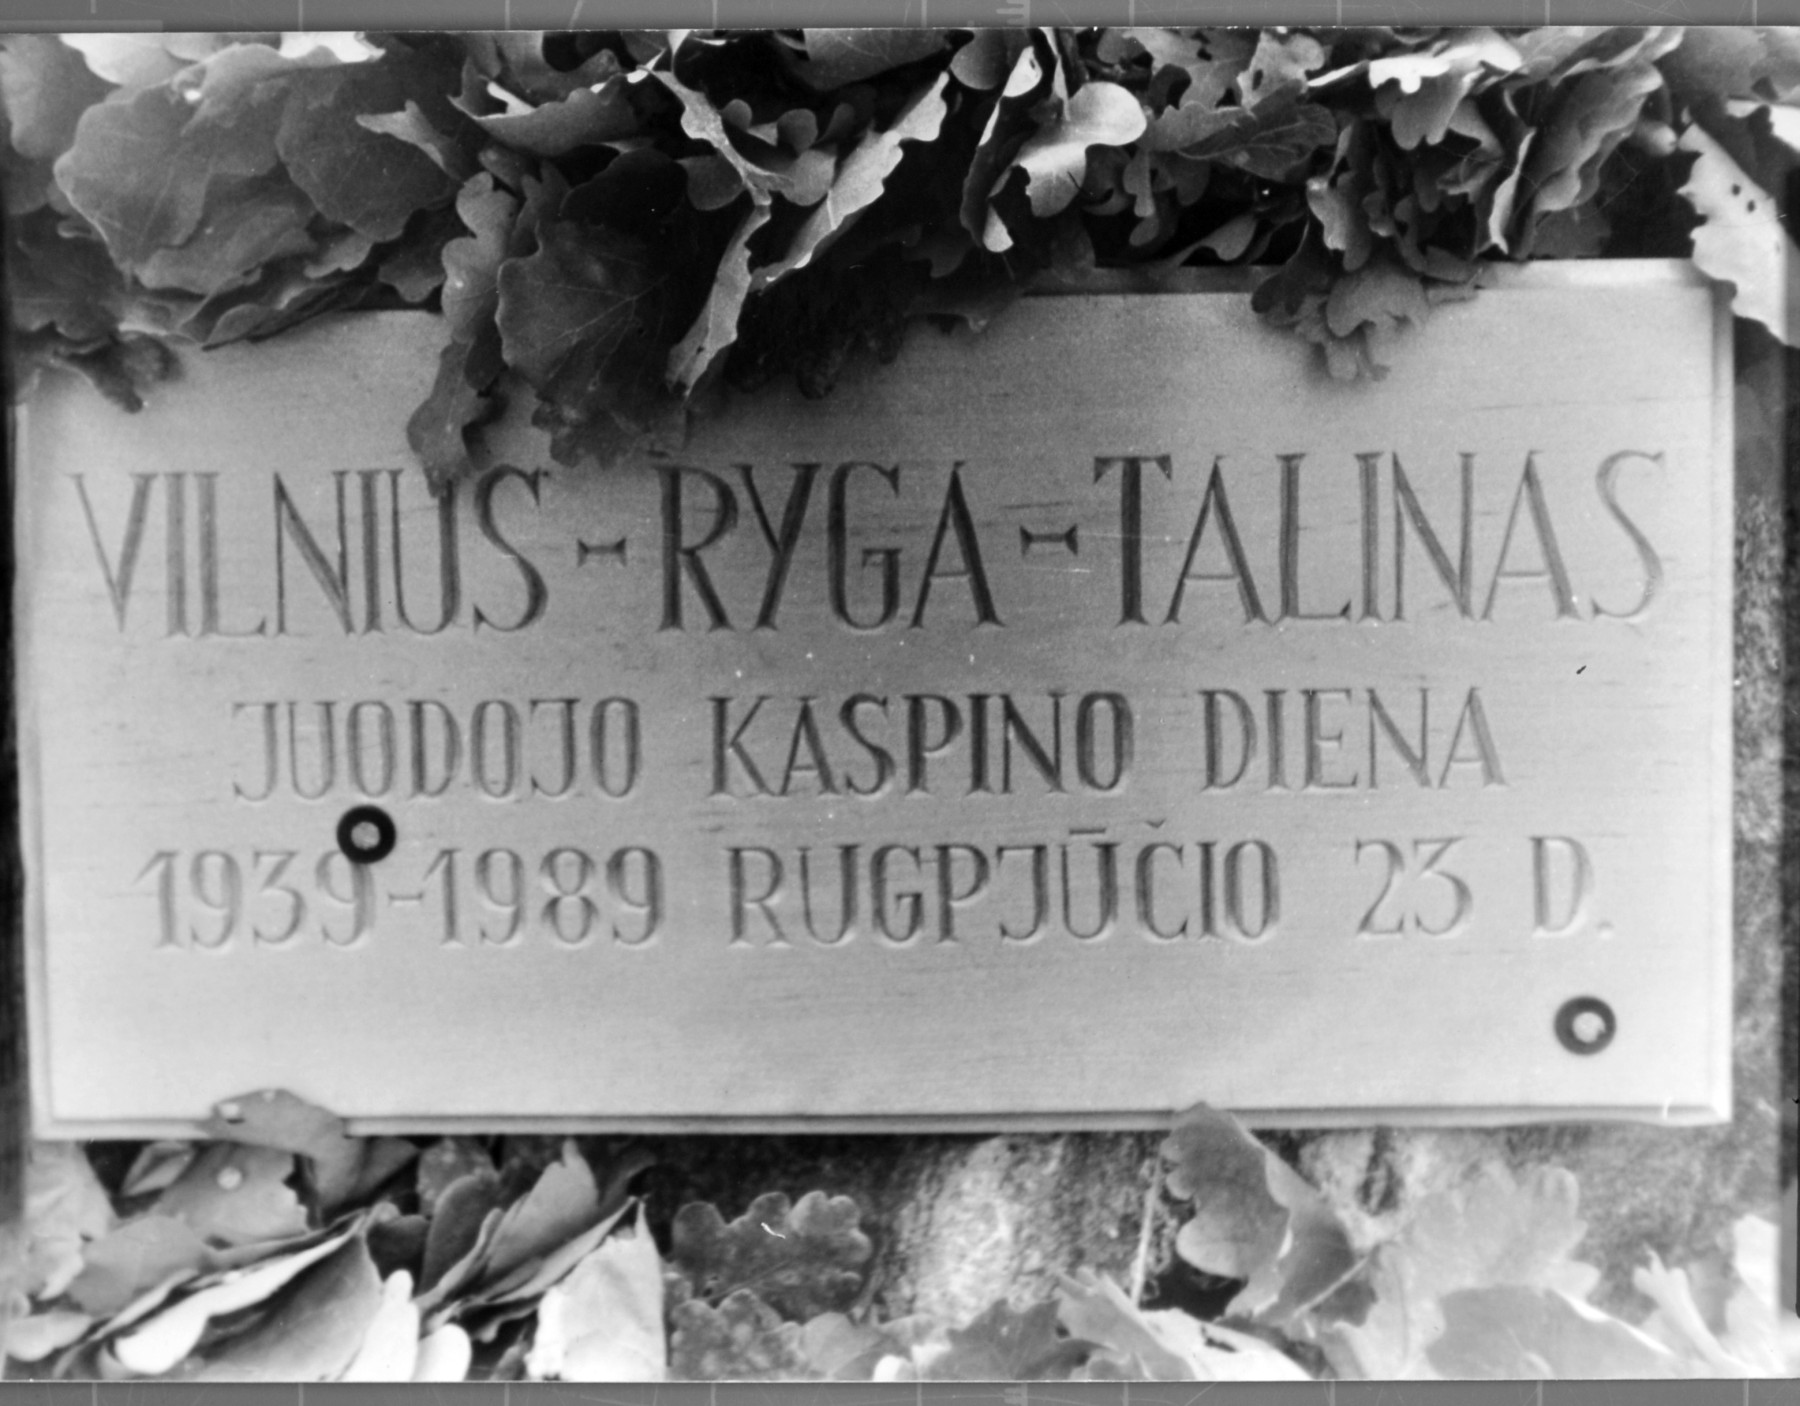 VILNIUS-RYGA-TALINAS
JUODOJO KASPINO DIENA
1939-1989 RUGPJŪČIO 23 D.